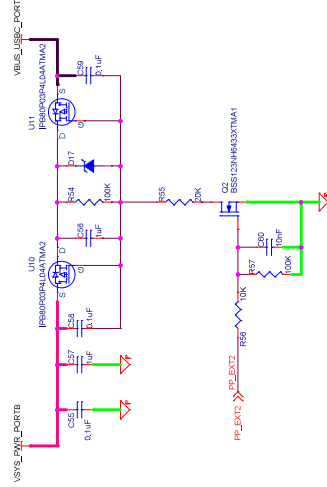 VBUS_USBC_PORT
C59
0.1uF
U11
IPB80P03P4L04ATMA2
S
G
D
D17
R54
100K
R55
20K
Q2
BSS123NH6433XTMA1
C56
1uF
C60
10nF
R57
100K
D
G
S
U10
IPB80P03P4L04ATMA2
10K
R56
C58
0.1uF
C57
1uF
C55
0.1uF
PP_EXT2
PP_EXT2
VSYS_PWR_PORTB